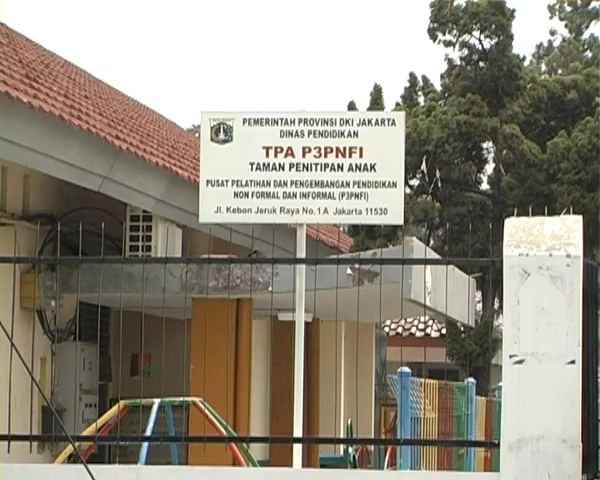 PEMERINTAH PROVINSI DKI JAKARTA
DINAS PENDIDIKAN
TPA P3PNFI
TAMAN PENITIPAN ANAK
PUSAT PELATIHAN DAN PENGEMBANGAN PENDIDIKAN
NON FORMAL DAN INFORMAL (P3PNFI)
Jl. Kebon Jeruk Raya No. 1 A Jakarta 11530